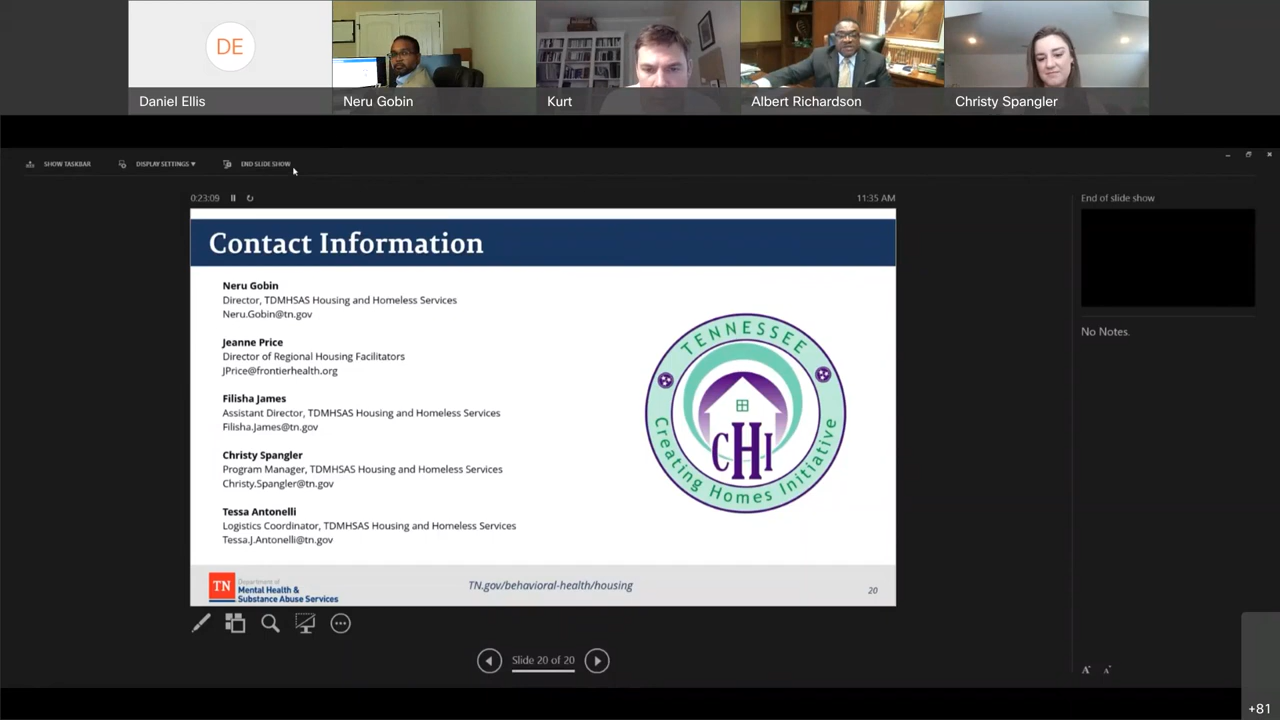 DE
Daniel Ellis
Neru Gobin
Kurt
Albert Richardson
Christy Spangler
SHOW TASKBAR
DISPLAY SETTINGS ▾
END SLIDE SHOW
0:23:09
11:35 AM
End of slide show
Contact Information
Neru Gobin
Director, TDMHSAS Housing and Homeless Services
Neru.Gobin@tn.gov
Jeanne Price
Director of Regional Housing Facilitators
JPrice@frontierhealth.org
Filisha James
Assistant Director, TDMHSAS Housing and Homeless Services
Filisha.James@tn.gov
Christy Spangler
Program Manager, TDMHSAS Housing and Homeless Services
Christy.Spangler@tn.gov
Tessa Antonelli
Logistics Coordinator, TDMHSAS Housing and Homeless Services
Tessa.J.Antonelli@tn.gov
TENNESSEE
CHI
Creating Homes Initiative
No Notes.
TN
Department of
Mental Health &
Substance Abuse Services
TN.gov/behavioral-health/housing
20
Slide 20 of 20
A A
+81